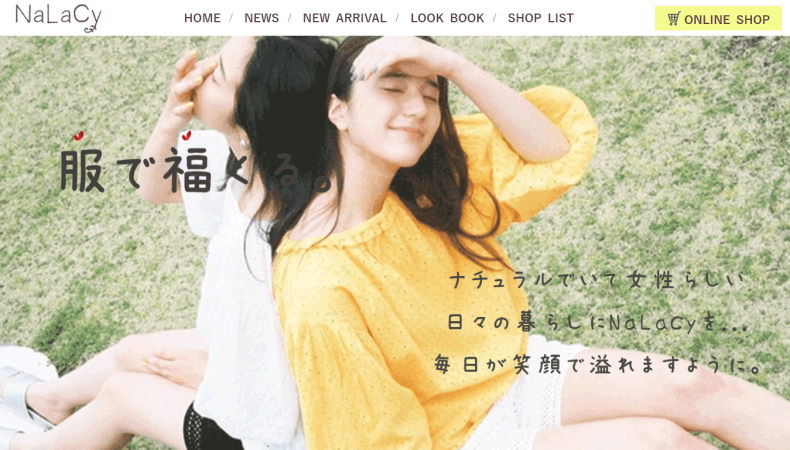 NaLaCy
HOME / NEWS / NEW ARRIVAL / LOOK BOOK / SHOP LIST
ONLINE SHOP
服で福くる。
ナチュラルでいて女性らしい
日々の暮らしにNaLaCyを...
毎日が笑顔で溢れますように。